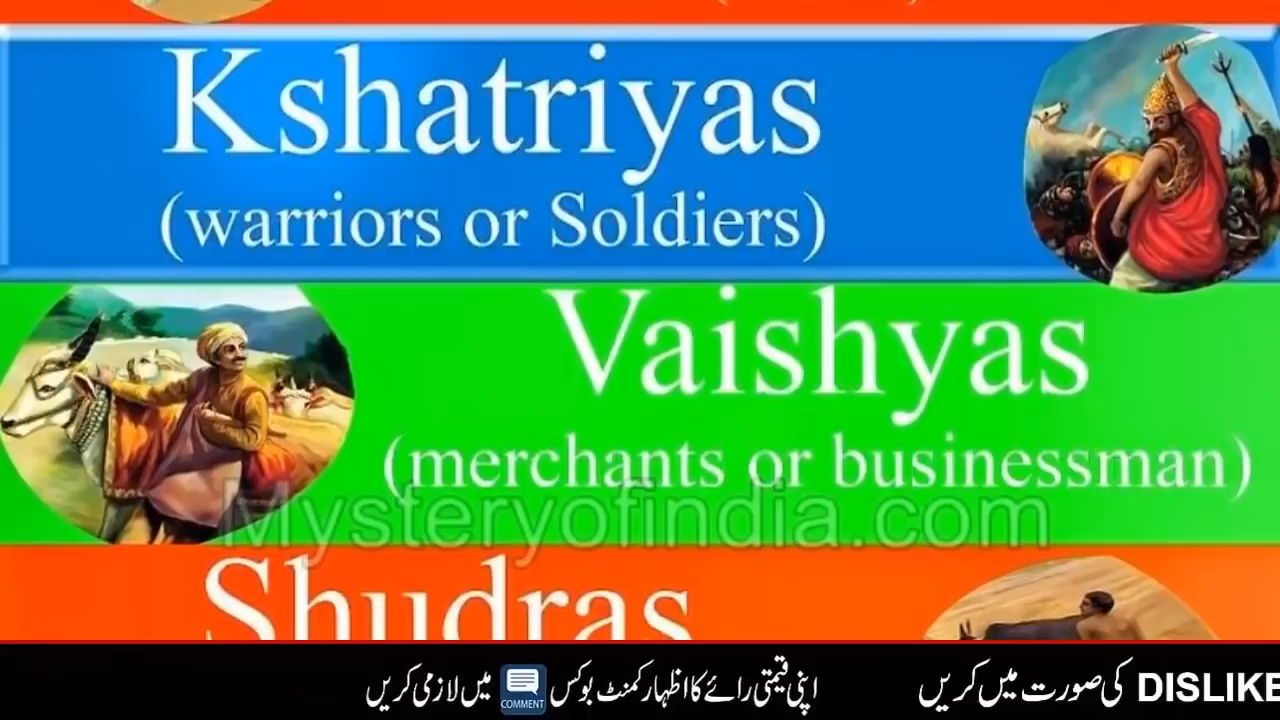 Kshatriyas
(warriors or Soldiers)
Vaishyas
(merchants or businessman)
Mysteryofindia.com
Shudras
DISLIKE کی صورت میں کریں
اپنی قیمتی رائے کا اظہار کمنٹ بوکس COMMENT میں لازمی کریں